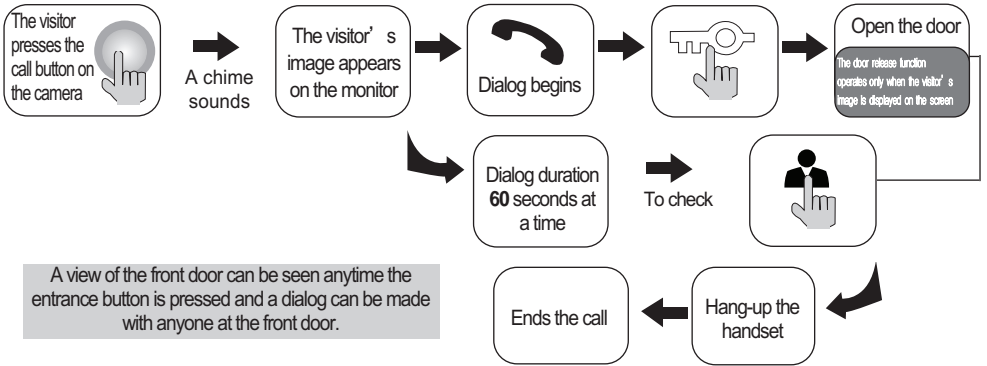 The visitor
presses the
call button on
the camera
A chime
sounds
The visitor’ s
image appears
on the monitor
Dialog begins
Open the door
The door release function
operates only when the visitor’ s
image is displayed on the screen
Dialog duration
60 seconds at
a time
To check
A view of the front door can be seen anytime the
entrance button is pressed and a dialog can be made
with anyone at the front door.
Hang-up the
handset
Ends the call